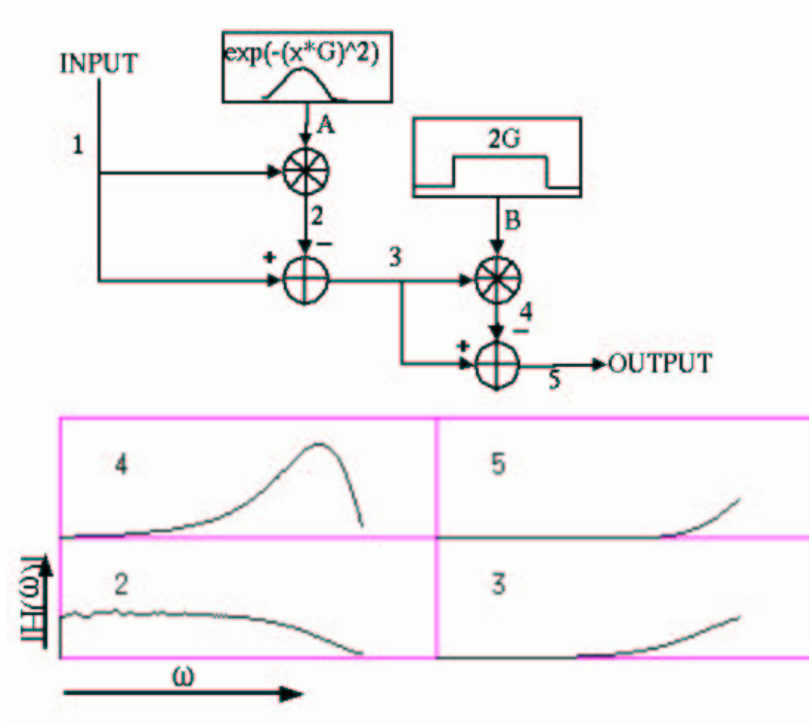 exp(-(x*G)^2)
INPUT
A
1
2G
2
B
−
+
3
4
−
+
5
OUTPUT
4
5
2
3
|H(ω)|
ω